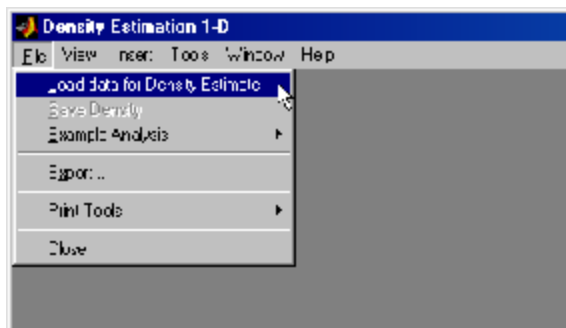 Density Estimation 1-D
File View Insert Tools Window Help
Load data for Density Estimate
Save Density
Example Analysis
Export...
Print Tools
Close